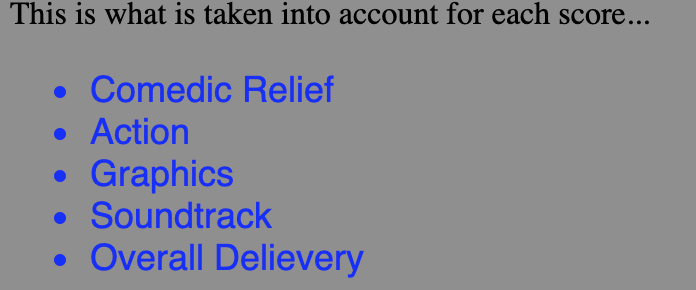 This is what is taken into account for each score...
• Comedic Relief
• Action
• Graphics
• Soundtrack
• Overall Delievery